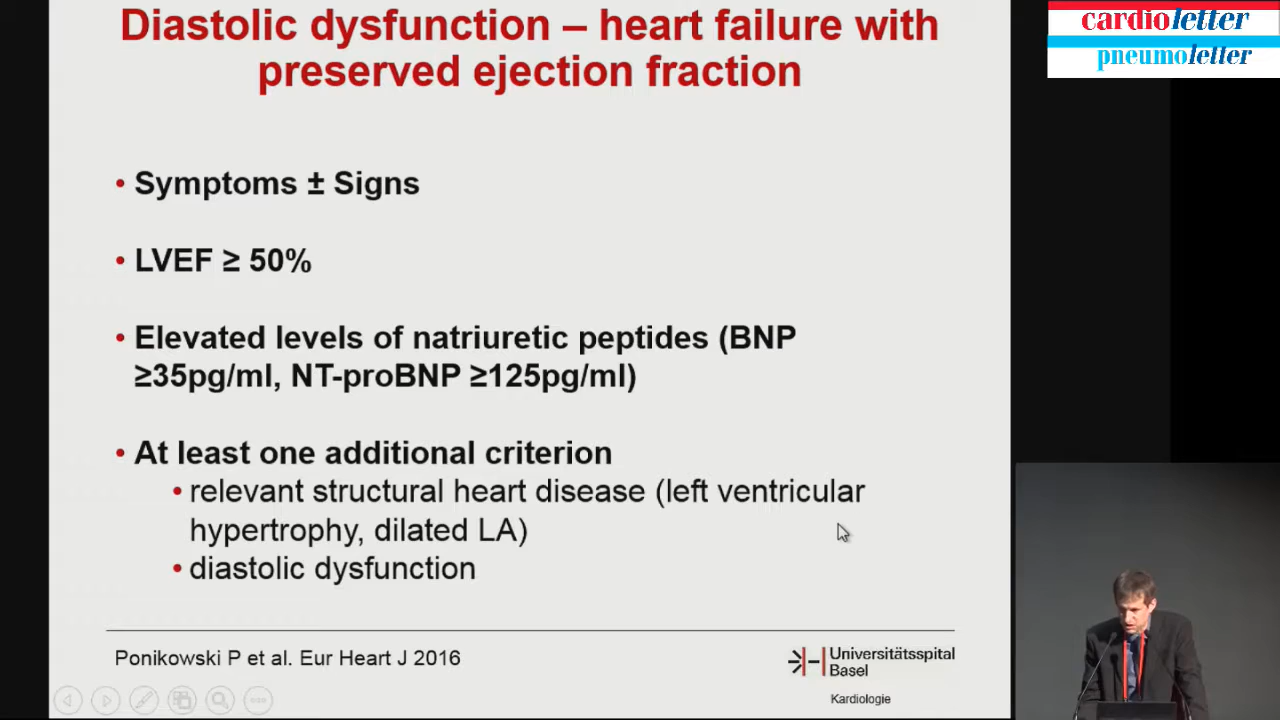 Diastolic dysfunction – heart failure with
preserved ejection fraction
cardioletter
pneumoletter
• Symptoms ± Signs
• LVEF ≥ 50%
• Elevated levels of natriuretic peptides (BNP
≥35pg/ml, NT-proBNP ≥125pg/ml)
• At least one additional criterion
• relevant structural heart disease (left ventricular
hypertrophy, dilated LA)
• diastolic dysfunction
Ponikowski P et al. Eur Heart J 2016
Universitätsspital
Basel
Kardiologie